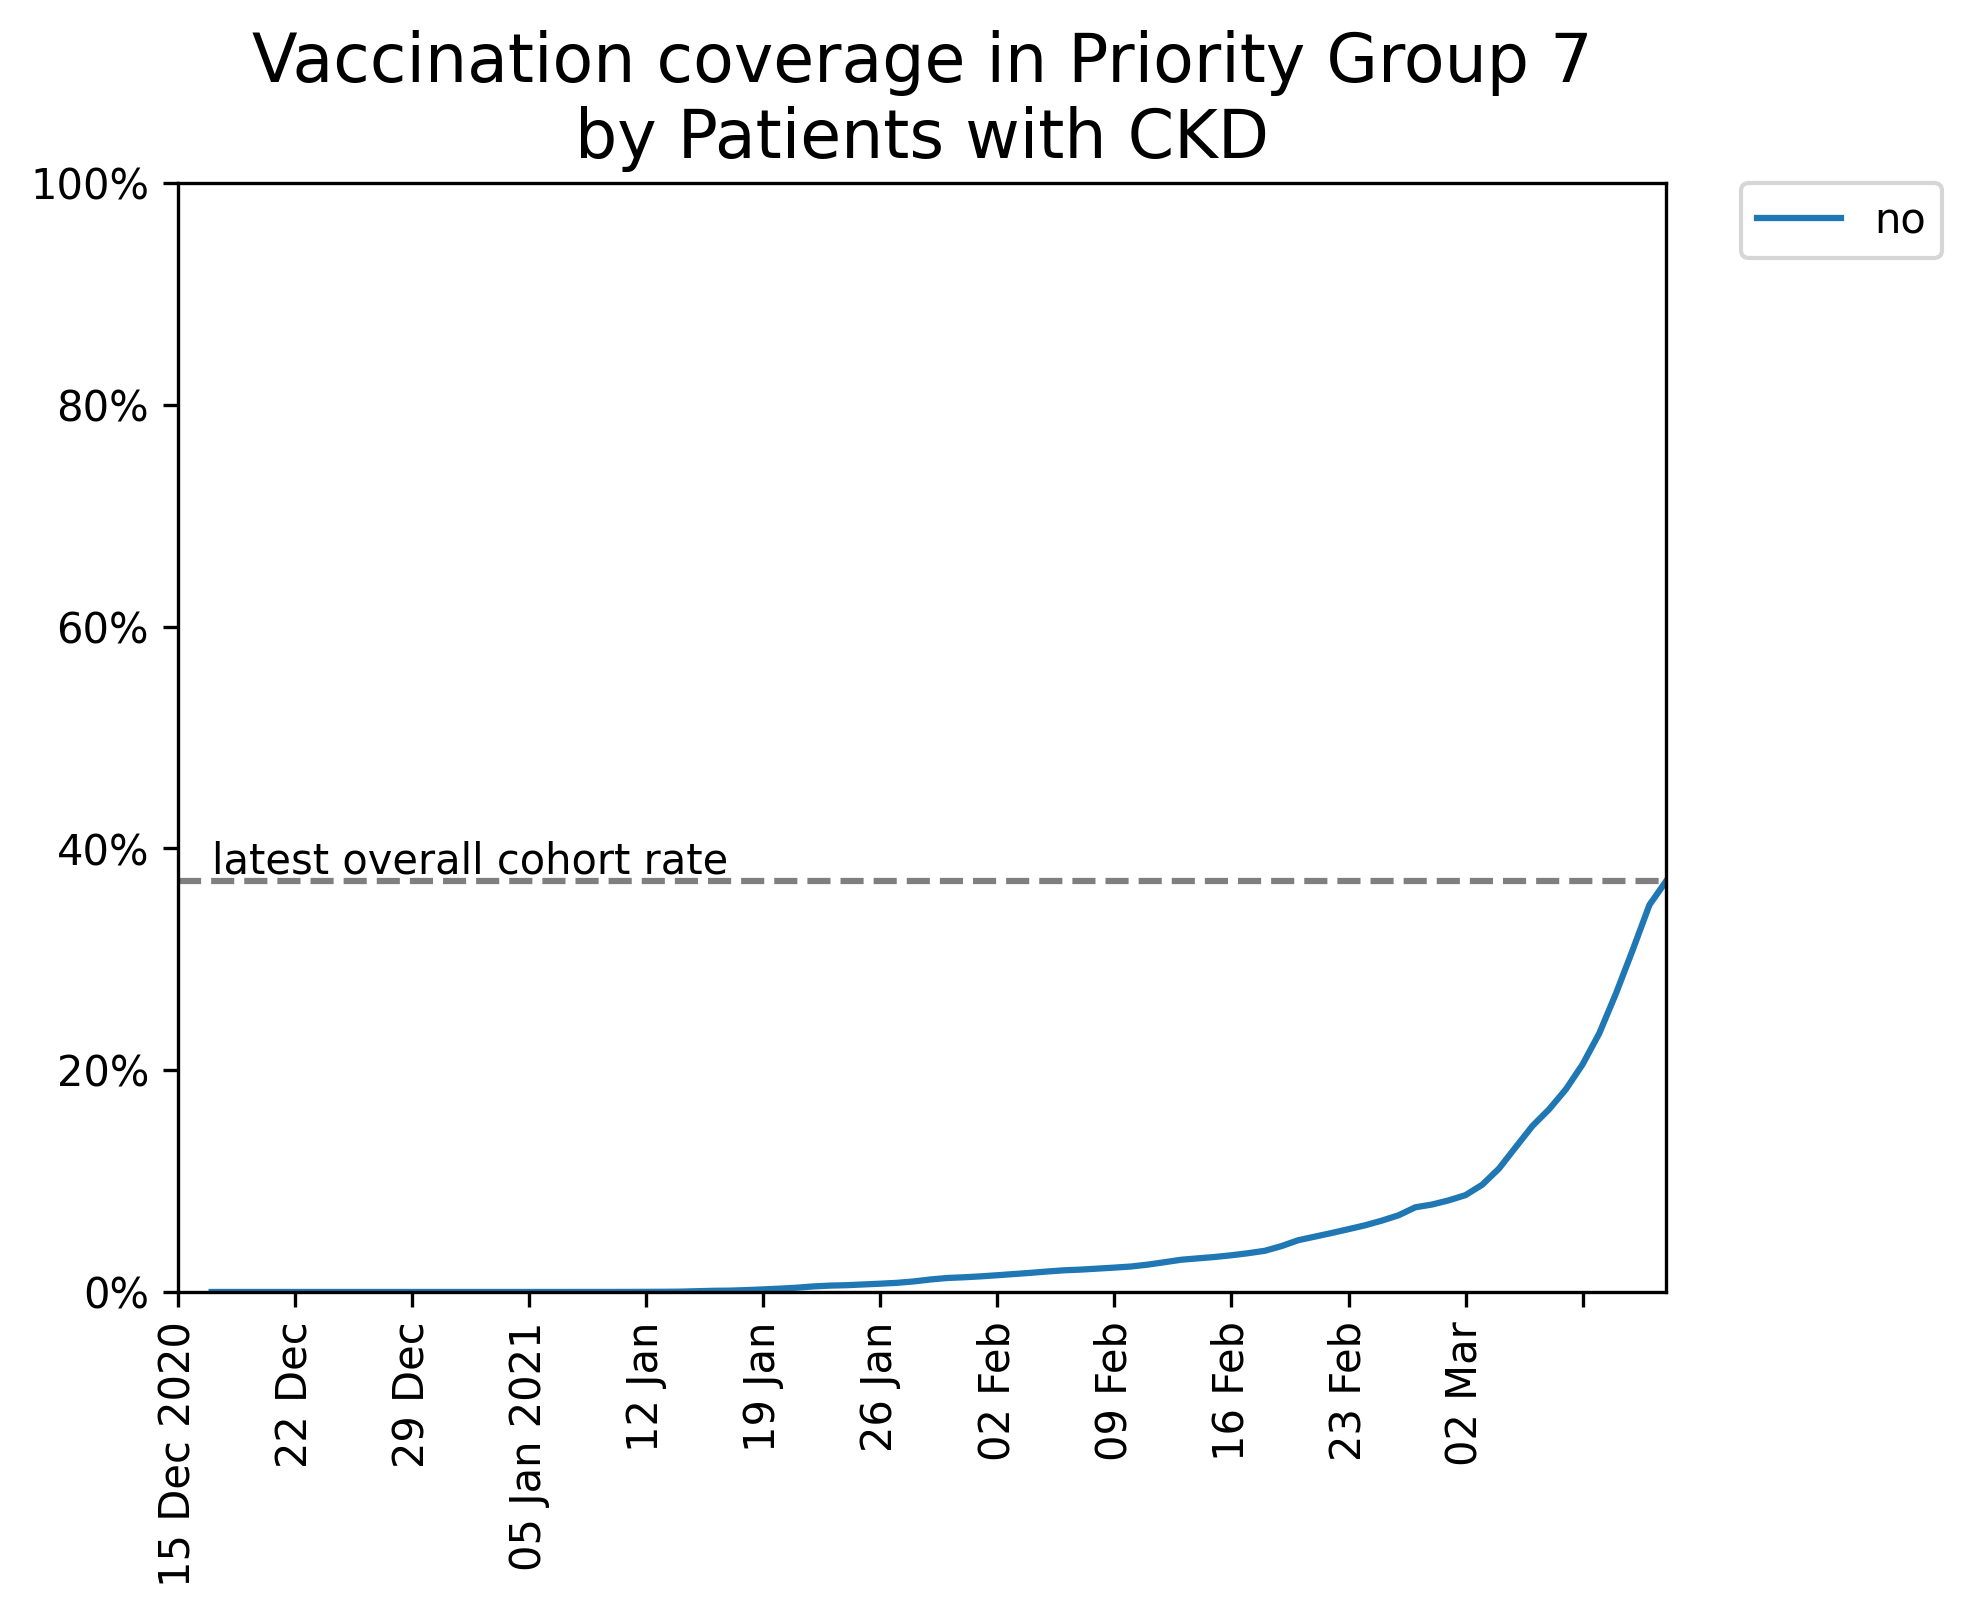 Vaccination coverage in Priority Group 7
by Patients with CKD
100%
80%
60%
40%
20%
0%
latest overall cohort rate
no
15 Dec 2020
22 Dec
29 Dec
05 Jan 2021
12 Jan
19 Jan
26 Jan
02 Feb
09 Feb
16 Feb
23 Feb
02 Mar